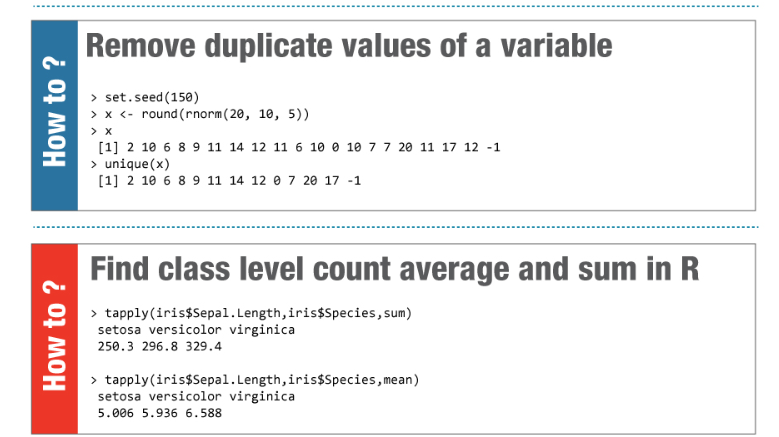 How to ?
Remove duplicate values of a variable
> set.seed(150)
> x <- round(rnorm(20, 10, 5))
> x
[1] 2 10 6 8 9 11 14 12 11 6 10 0 10 7 7 20 11 17 12 -1
> unique(x)
[1] 2 10 6 8 9 11 14 12 0 7 20 17 -1
How to ?
Find class level count average and sum in R
> tapply(iris$Sepal.Length,iris$Species,sum)
setosa versicolor virginica
250.3 296.8 329.4
> tapply(iris$Sepal.Length,iris$Species,mean)
setosa versicolor virginica
5.006 5.936 6.588